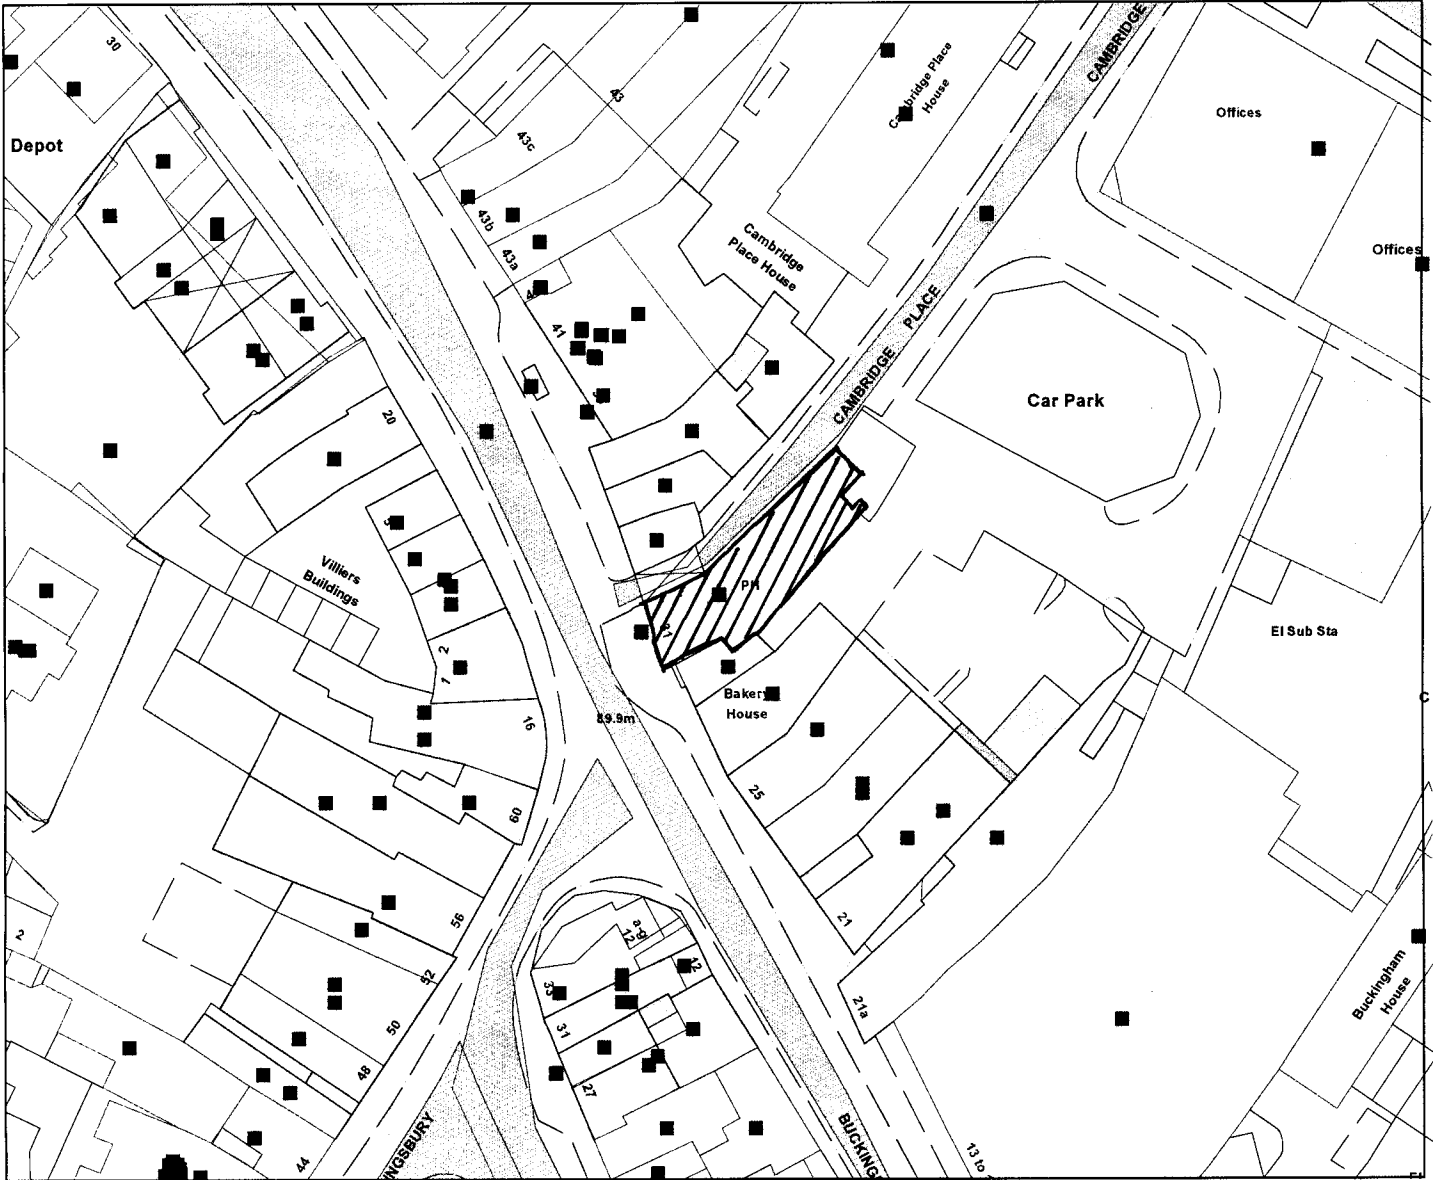 30
Depot
43
43c
43b
43a
41
Cambridge Place
House
CAMBRIDGE
Offices
Offices
Cambridge
Place House
CAMBRIDGE PLACE
Car Park
20
Villiers
Buildings
2
1
16
PH
31
El Sub Sta
Bakery
House
89.9m
C
25
60
56
52
50
48
44
2
21
21a
a-g
12
12
33
31
27
Buckingham
House
INGSBURY
BUCKING
13 to